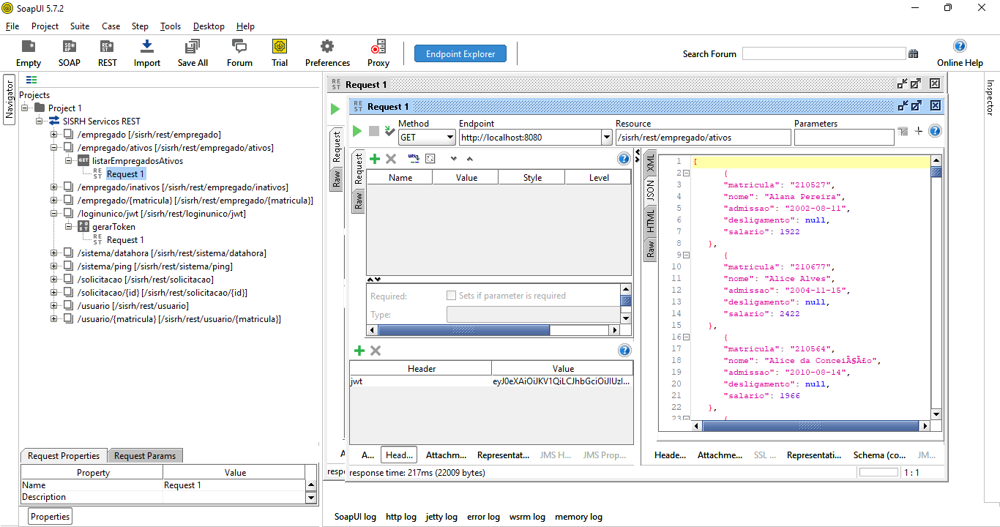 SoapUI 5.7.2
File Project Suite Case Step Tools Desktop Help
Empty SOAP REST Import Save All Forum Trial Preferences Proxy Endpoint Explorer Search Forum Online Help
Navigator
Projects
Project 1
SISRH Servicos REST
/empregado [/sisrh/rest/empregado]
/empregado/ativos [/sisrh/rest/empregado/ativos]
GET listarEmpregadosAtivos
REST Request 1
/empregado/inativos [/sisrh/rest/empregado/inativos]
/empregado/{matricula} [/sisrh/rest/empregado/{matricula}]
/loginunico/jwt [/sisrh/rest/loginunico/jwt]
POST gerarToken
REST Request 1
/sistema/datahora [/sisrh/rest/sistema/datahora]
/sistema/ping [/sisrh/rest/sistema/ping]
/solicitacao [/sisrh/rest/solicitacao]
/solicitacao/{id} [/sisrh/rest/solicitacao/{id}]
/usuario [/sisrh/rest/usuario]
/usuario/{matricula} [/sisrh/rest/usuario/{matricula}]
Request Properties Request Params
Property Value
Name Request 1
Description
Properties
REST Request 1
Request
Raw
A
respo
REST Request 1
Method Endpoint Resource Parameters
GET http://localhost:8080 /sisrh/rest/empregado/ativos
Request
Raw
Name Value Style Level
Required: Sets if parameter is required
Type:
Header Value
jwt eyJ0eXAiOiJKV1QiLCJhbGciOiJIUzI...
A... Head... Attachm... Representat... JMS H... JMS Prop...
response time: 217ms (22009 bytes)
XML
JSON
HTML
Raw
1 [
2 {
3 "matricula": "210527",
4 "nome": "Alana Pereira",
5 "admissao": "2002-08-11",
6 "desligamento": null,
7 "salario": 1922
8 },
9 {
10 "matricula": "210677",
11 "nome": "Alice Alves",
12 "admissao": "2004-11-15",
13 "desligamento": null,
14 "salario": 2422
15 },
16 {
17 "matricula": "210564",
18 "nome": "Alice da ConceiÃ§Ã£o",
19 "admissao": "2010-08-14",
20 "desligamento": null,
21 "salario": 1966
22 },
23 {
Heade... Attachme... SSL ... Representati... Schema (co... JM...
1 : 1
Inspector
SoapUI log http log jetty log error log wsrm log memory log